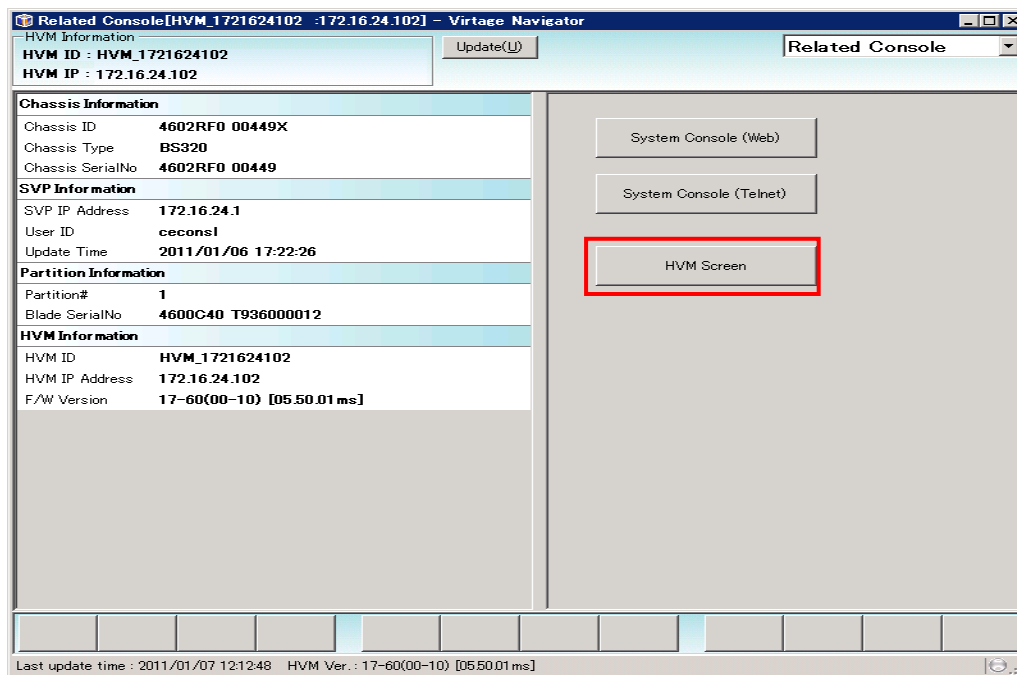 Related Console[HVM_1721624102 :172.16.24.102] - Virtage Navigator
HVM Information
HVM ID : HVM_1721624102
HVM IP : 172.16.24.102
Update(U)
Related Console
Chassis Information
Chassis ID 4602RF0 00449X
Chassis Type BS320
Chassis SerialNo 4602RF0 00449
SVP Information
SVP IP Address 172.16.24.1
User ID ceconsl
Update Time 2011/01/06 17:22:26
Partition Information
Partition# 1
Blade SerialNo 4600C40 T936000012
HVM Information
HVM ID HVM_1721624102
HVM IP Address 172.16.24.102
F/W Version 17-60(00-10) [05.50.01 ms]
System Console (Web)
System Console (Telnet)
HVM Screen
Last update time : 2011/01/07 12:12:48 HVM Ver. : 17-60(00-10) [05.50.01 ms]